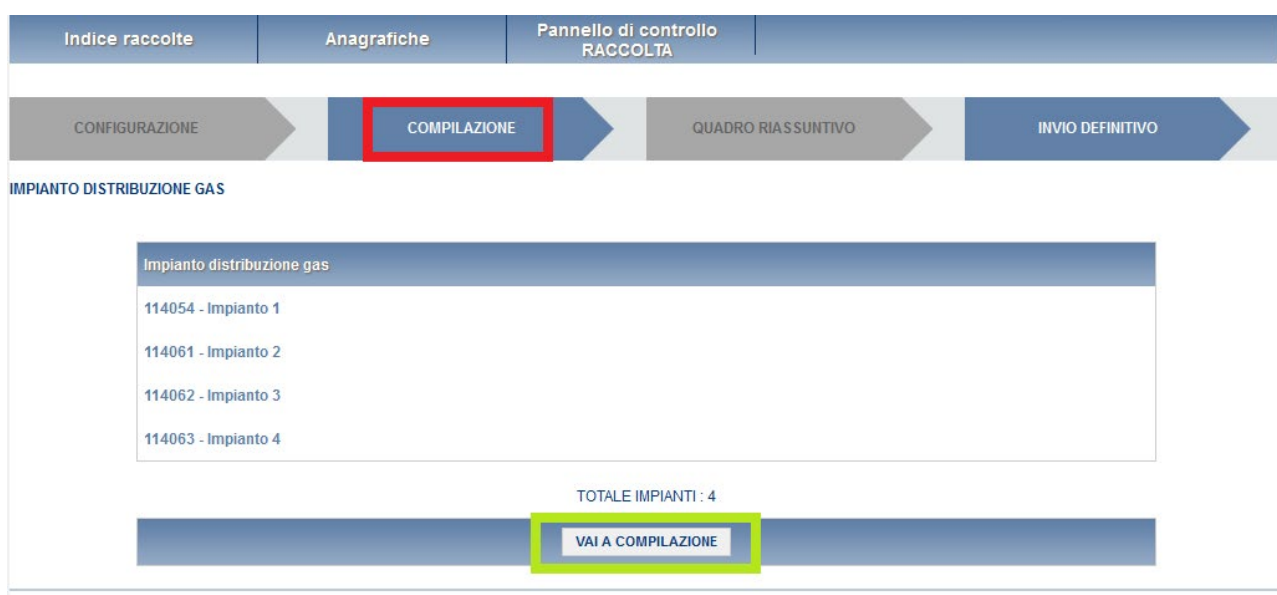 Indice raccolte
Anagrafiche
Pannello di controllo
RACCOLTA
CONFIGURAZIONE
COMPILAZIONE
QUADRO RIASSUNTIVO
INVIO DEFINITIVO
IMPIANTO DISTRIBUZIONE GAS
Impianto distribuzione gas
114054 - Impianto 1
114061 - Impianto 2
114062 - Impianto 3
114063 - Impianto 4
TOTALE IMPIANTI : 4
VAI A COMPILAZIONE